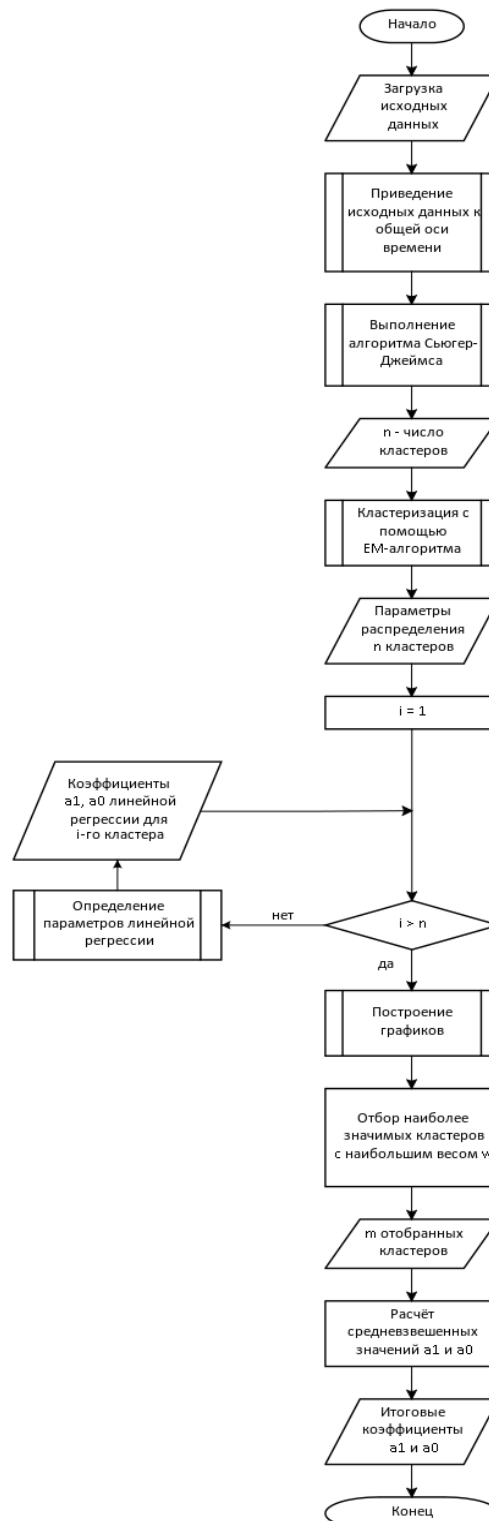 Начало
Загрузка
исходных
данных
Приведение
исходных данных к
общей оси
времени
Выполнение
алгоритма Сьюгер-
Джеймса
n - число
кластеров
Кластеризация с
помощью
EM-алгоритма
Параметры
распределения
n кластеров
i = 1
Коэффициенты
a1, a0 линейной
регрессии для
i-го кластера
Определение
параметров линейной
регрессии
нет
i > n
да
Построение
графиков
Отбор наиболее
значимых кластеров
с наибольшим весом w
m отобранных
кластеров
Расчёт
средневзвешенных
значений a1 и a0
Итоговые
коэффициенты
a1 и a0
Конец